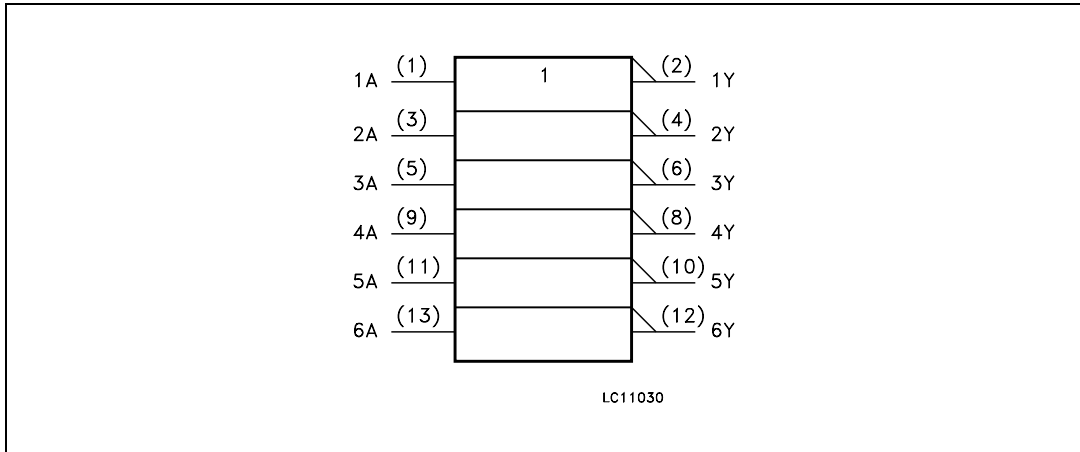 1A (1) 1 (2) 1Y
2A (3) (4) 2Y
3A (5) (6) 3Y
4A (9) (8) 4Y
5A (11) (10) 5Y
6A (13) (12) 6Y
LC11030